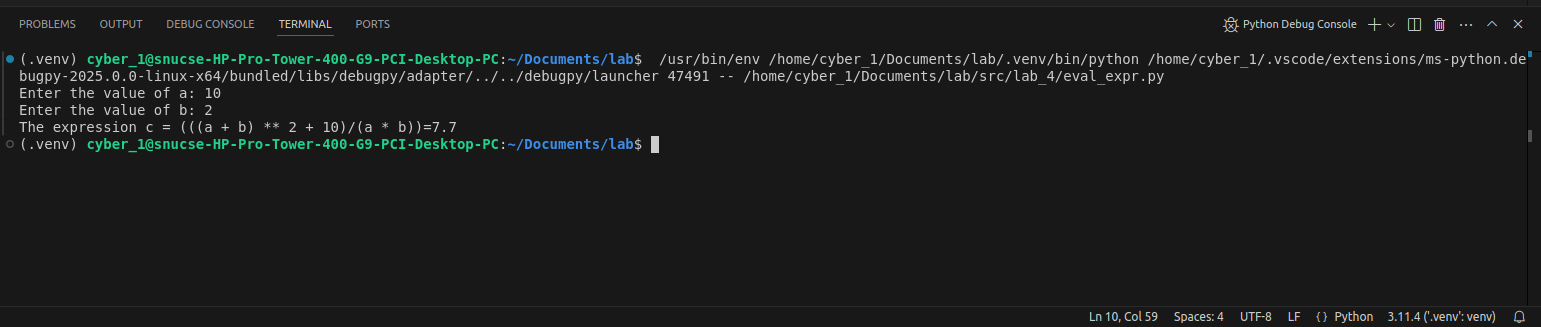 PROBLEMS OUTPUT DEBUG CONSOLE TERMINAL PORTS Python Debug Console
(.venv) cyber_1@snucse-HP-Pro-Tower-400-G9-PCI-Desktop-PC:~/Documents/lab$  /usr/bin/env /home/cyber_1/Documents/lab/.venv/bin/python /home/cyber_1/.vscode/extensions/ms-python.de
bugpy-2025.0.0-linux-x64/bundled/libs/debugpy/adapter/../../debugpy/launcher 47491 -- /home/cyber_1/Documents/lab/src/lab_4/eval_expr.py
Enter the value of a: 10
Enter the value of b: 2
The expression c = (((a + b) ** 2 + 10)/(a * b))=7.7
(.venv) cyber_1@snucse-HP-Pro-Tower-400-G9-PCI-Desktop-PC:~/Documents/lab$
Ln 10, Col 59 Spaces: 4 UTF-8 LF {} Python 3.11.4 ('.venv': venv)